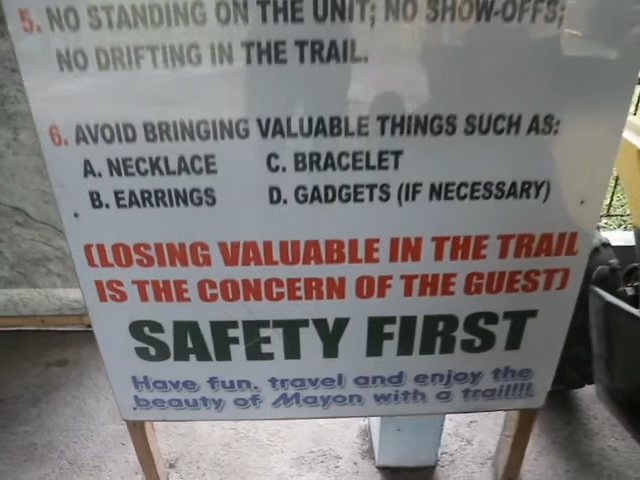 5. NO STANDING ON THE UNIT; NO SHOW-OFFS;
NO DRIFTING IN THE TRAIL.
6. AVOID BRINGING VALUABLE THINGS SUCH AS:
A. NECKLACE C. BRACELET
B. EARRINGS D. GADGETS (IF NECESSARY)
(LOSING VALUABLE IN THE TRAIL
IS THE CONCERN OF THE GUEST)
SAFETY FIRST
Have fun, travel and enjoy the
beauty of Mayon with a trail!!!!